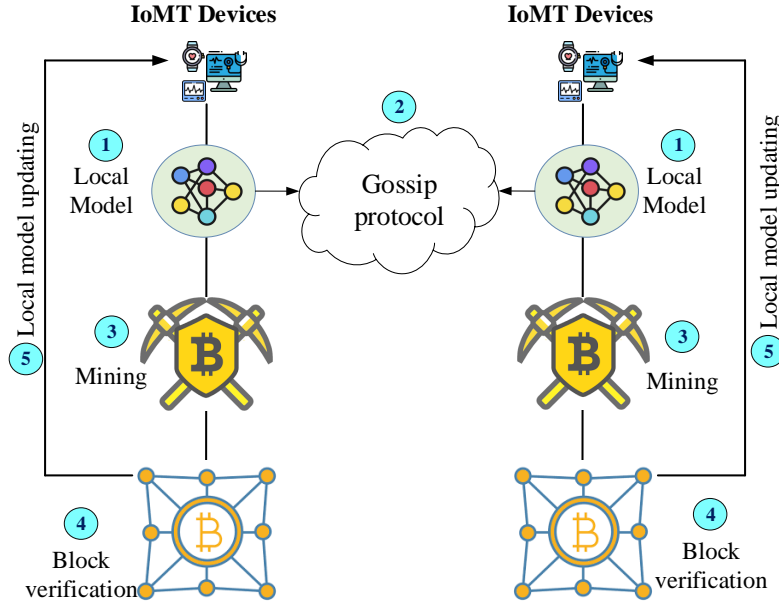 IoMT Devices
IoMT Devices
2
1
Local
Model
Gossip
protocol
1
Local
Model
Local model updating
5
Local model updating
5
3
Mining
3
Mining
4
Block
verification
4
Block
verification